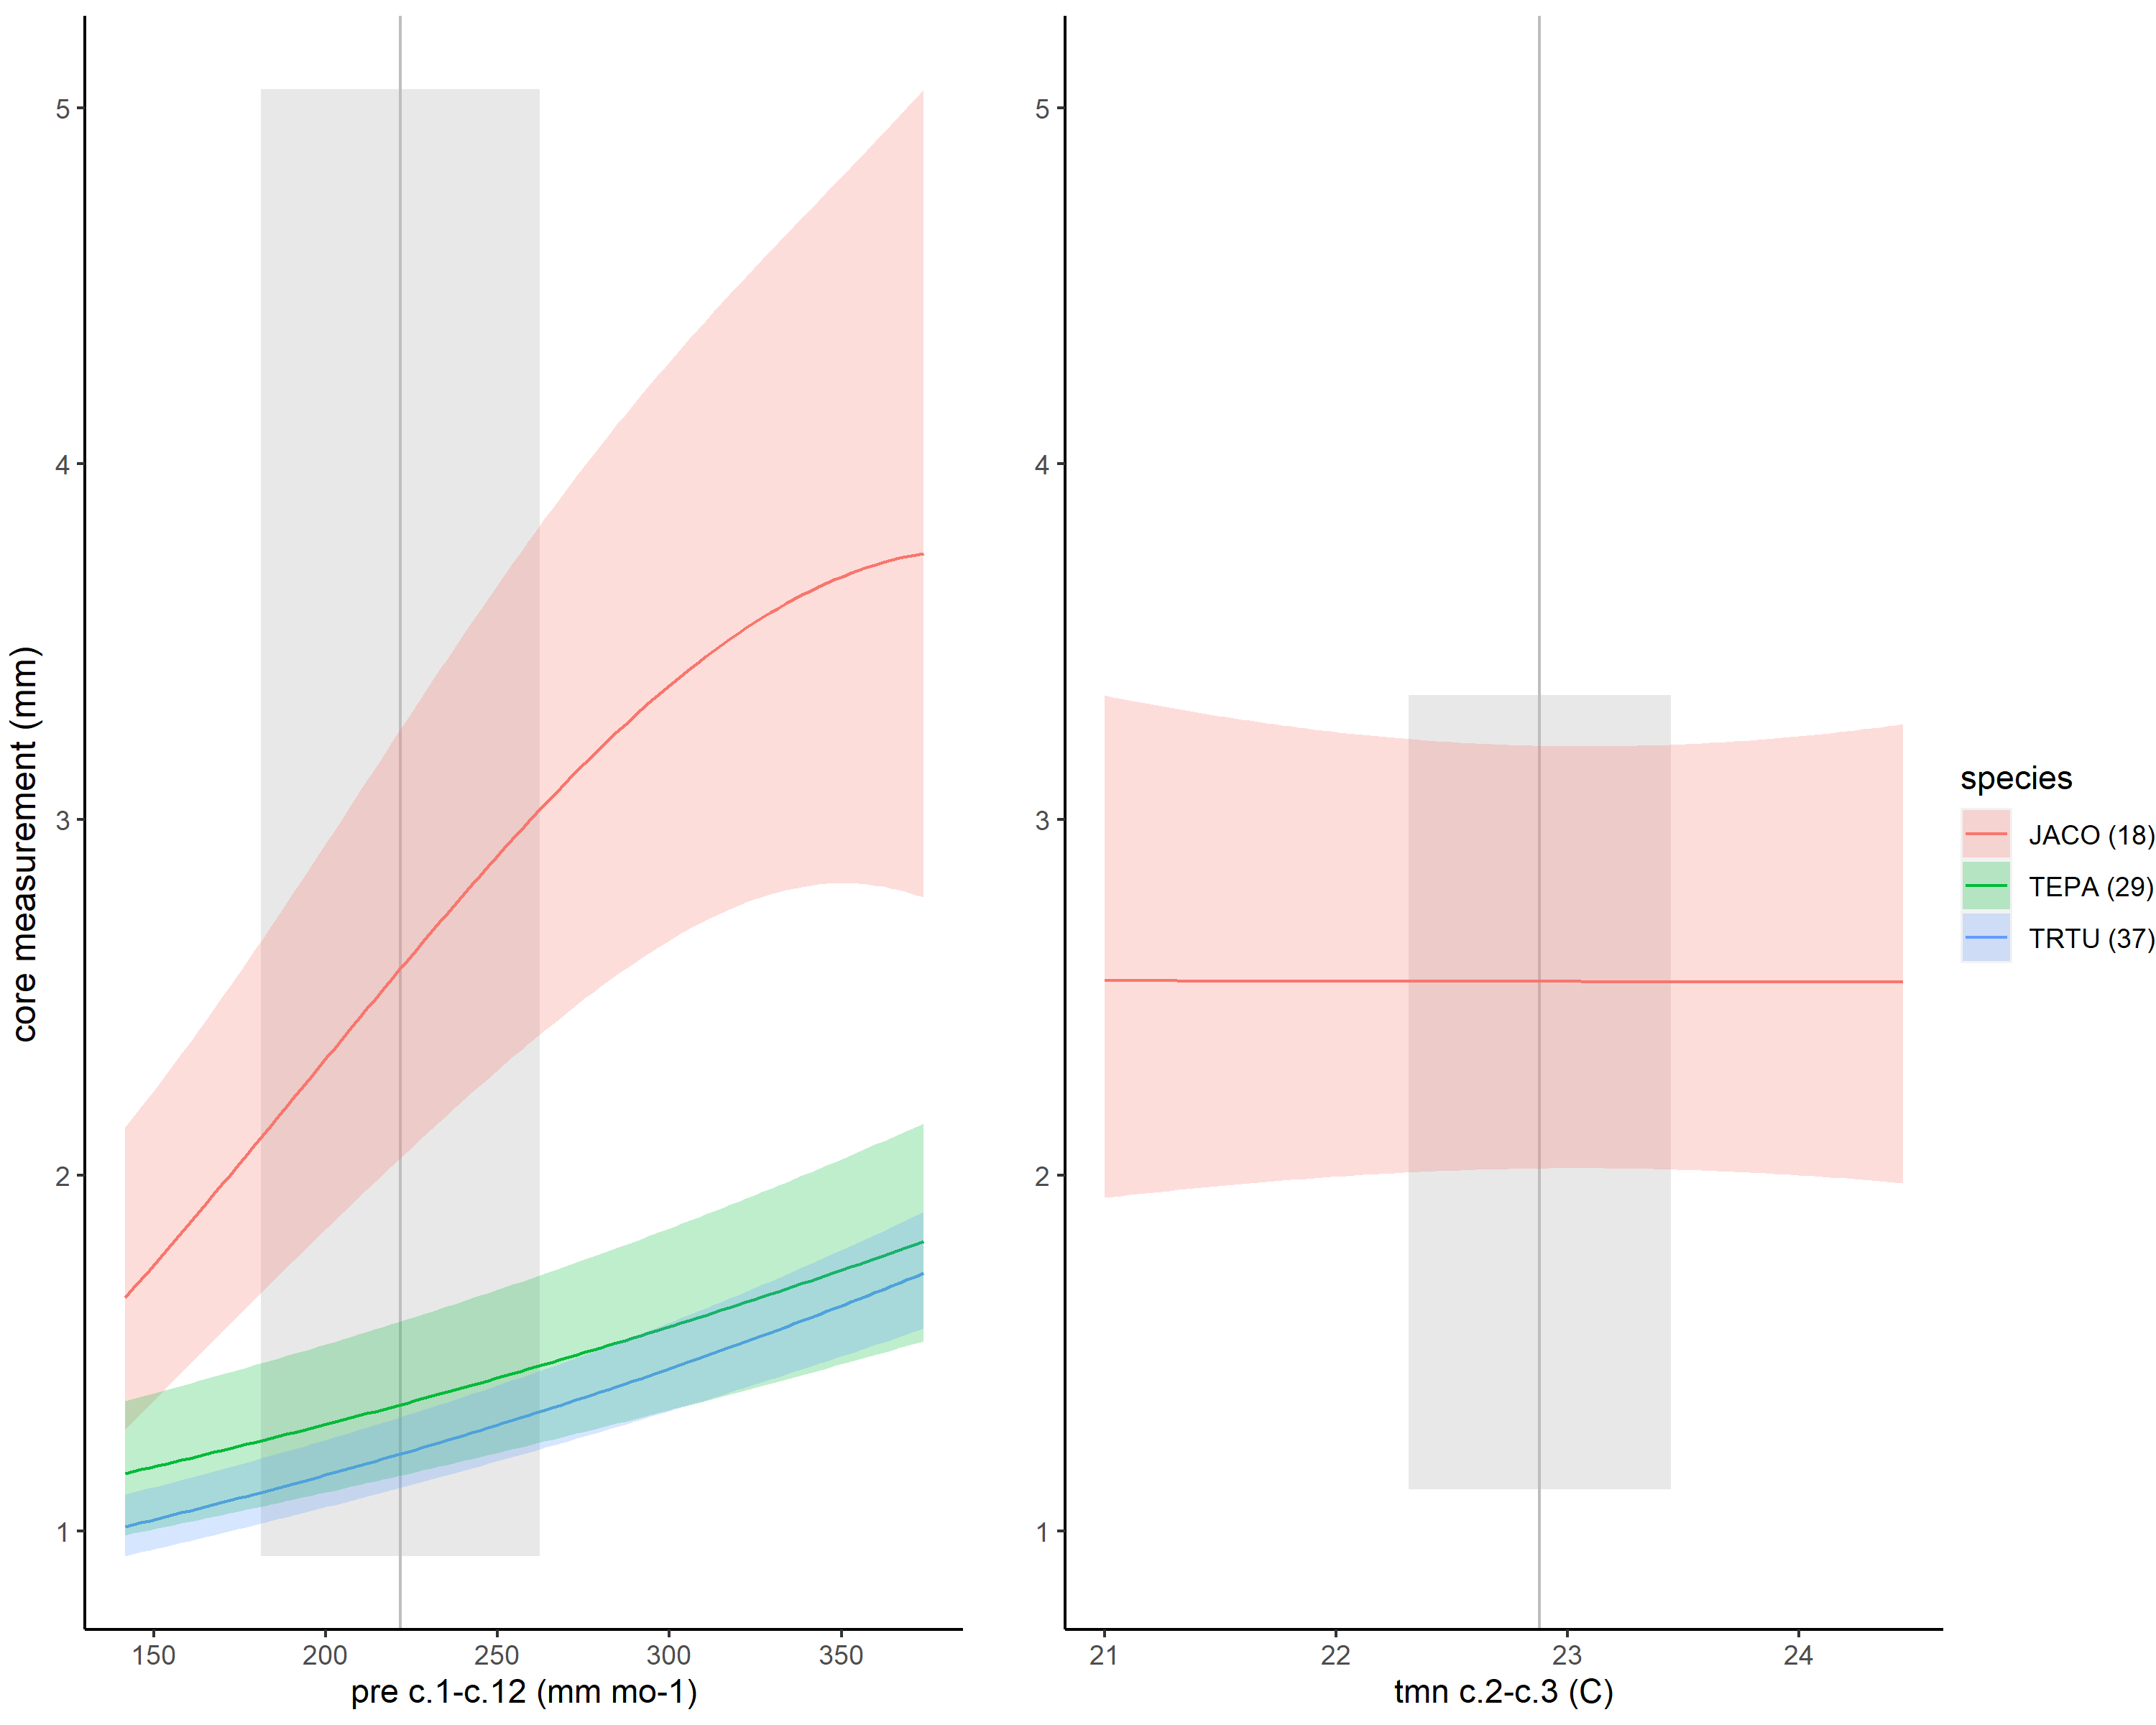 core measurement (mm)
5
4
3
2
1
150 200 250 300 350
pre c.1-c.12 (mm mo-1)
5
4
3
2
1
21 22 23 24
tmn c.2-c.3 (C)
species
JACO (18)
TEPA (29)
TRTU (37)